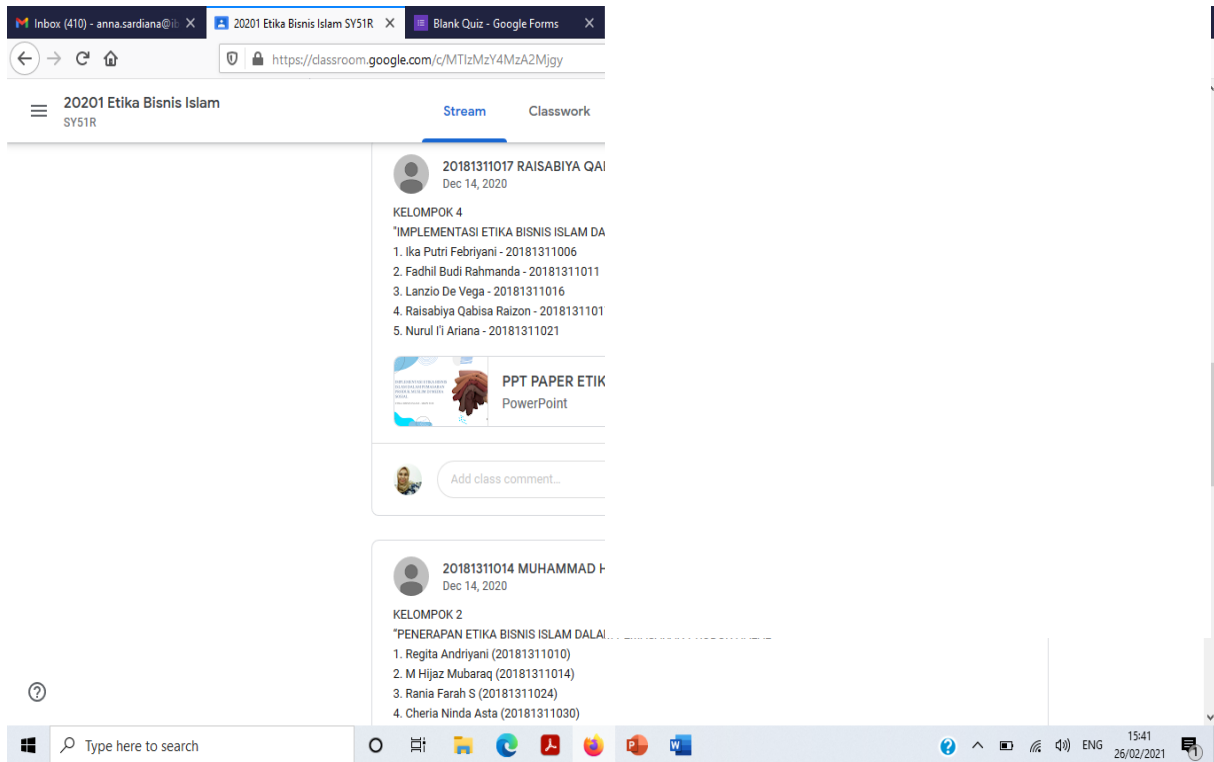 Inbox (410) - anna.sardiana@ib
20201 Etika Bisnis Islam SY51R
Blank Quiz - Google Forms
https://classroom.google.com/c/MTIzMzY4MzA2Mjgy
20201 Etika Bisnis Islam
SY51R
Stream
Classwork
20181311017 RAISABIYA QA
Dec 14, 2020
KELOMPOK 4
"IMPLEMENTASI ETIKA BISNIS ISLAM DA
1. Ika Putri Febriyani - 20181311006
2. Fadhil Budi Rahmanda - 20181311011
3. Lanzio De Vega - 20181311016
4. Raisabiya Qabisa Raizon - 2018131101
5. Nurul I'i Ariana - 20181311021
PPT PAPER ETIK
PowerPoint
Add class comment...
20181311014 MUHAMMAD H
Dec 14, 2020
KELOMPOK 2
"PENERAPAN ETIKA BISNIS ISLAM DALA
1. Regita Andriyani (20181311010)
2. M Hijaz Mubaraq (20181311014)
3. Rania Farah S (20181311024)
4. Cheria Ninda Asta (20181311030)
Type here to search
ENG
15:41
26/02/2021
1